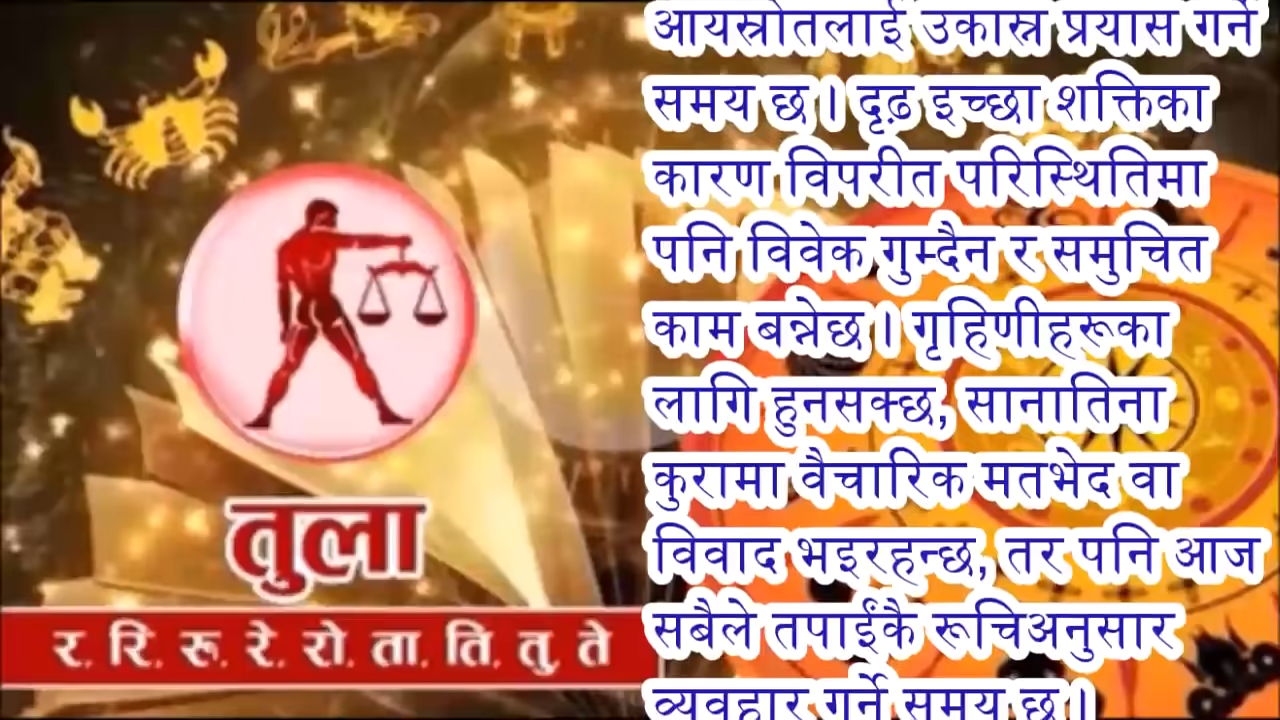 आयस्रोतलाई उकास्न प्रयास गर्ने
समय छ । दृढ़ इच्छा शक्तिका
कारण विपरीत परिस्थितिमा
पनि विवेक गुम्दैन र समुचित
काम बन्नेछ । गृहिणीहरूका
लागि हुनसक्छ, सानातिना
कुरामा वैचारिक मतभेद वा
विवाद भइरहन्छ, तर पनि आज
सबैले तपाईंकै रूचिअनुसार
व्यवहार गर्ने समय छ ।
तुला
र. रि. रू. रे. रो. ता. ति. तु. ते